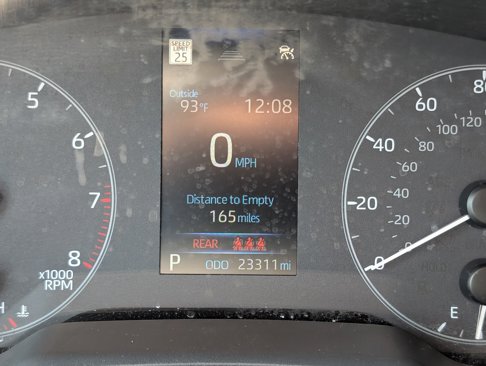 SPEED
LIMIT
25
Outside
93°F 12:08
0 MPH
Distance to Empty
165 miles
REAR
P ODO 23311 mi
5
6
7
8
x1000
RPM
H
80
60
40
20
0
120
100
80
60
40
20
0
E